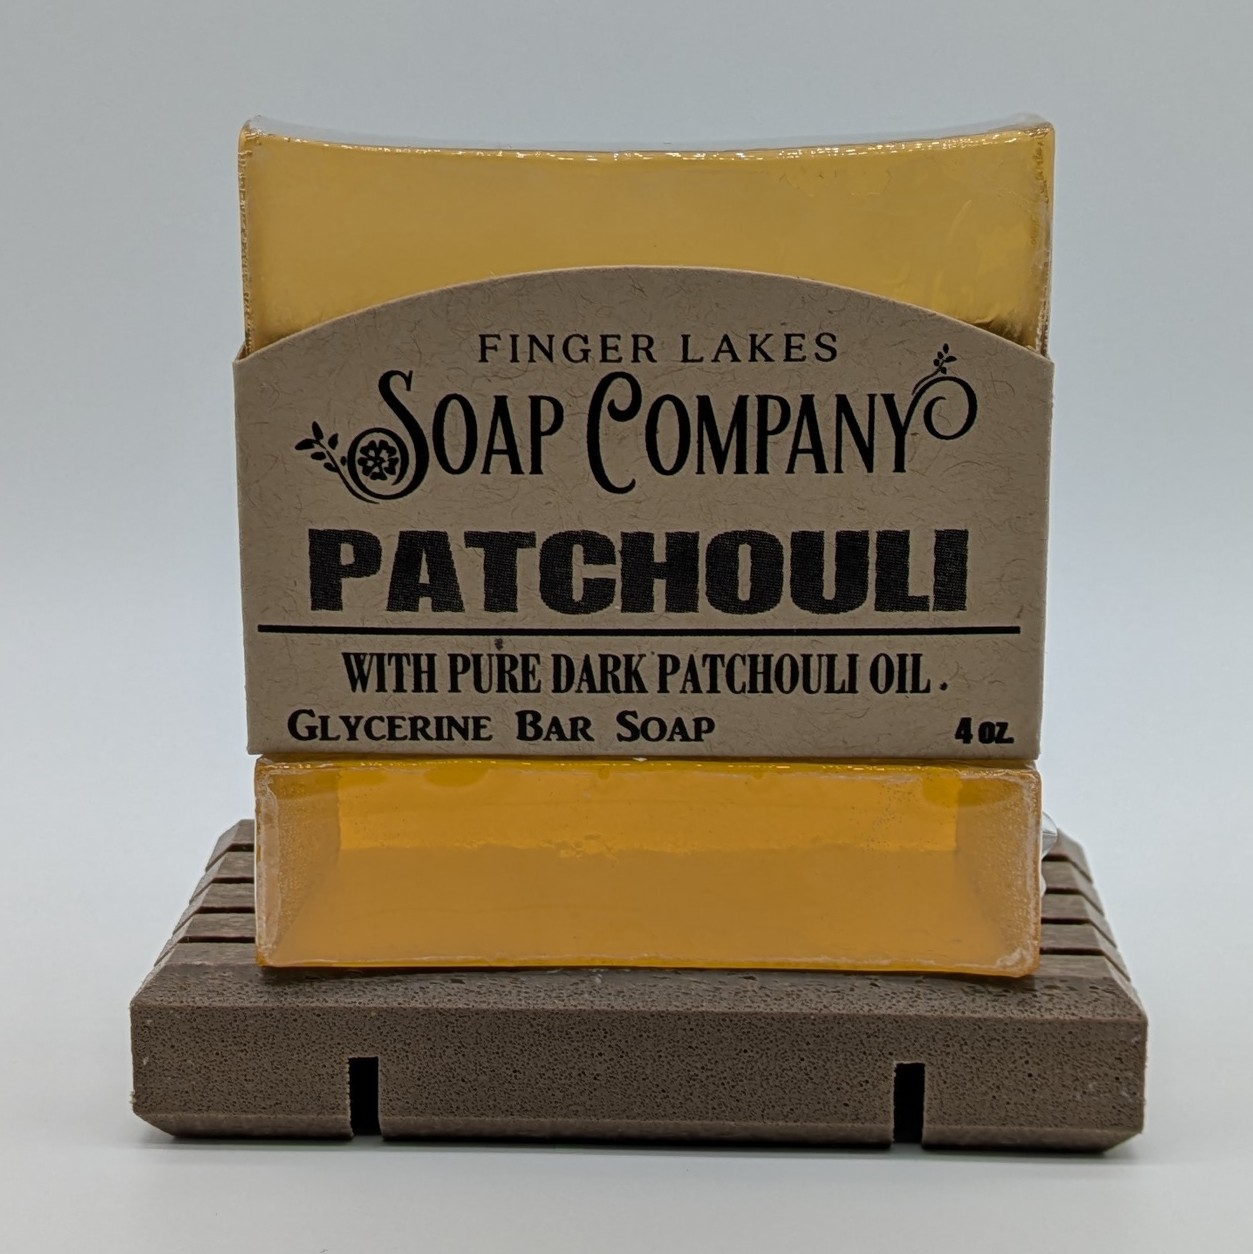 FINGER LAKES
SOAP COMPANY
PATCHOULI
WITH PURE DARK PATCHOULI OIL.
GLYCERINE BAR SOAP 4 OZ.